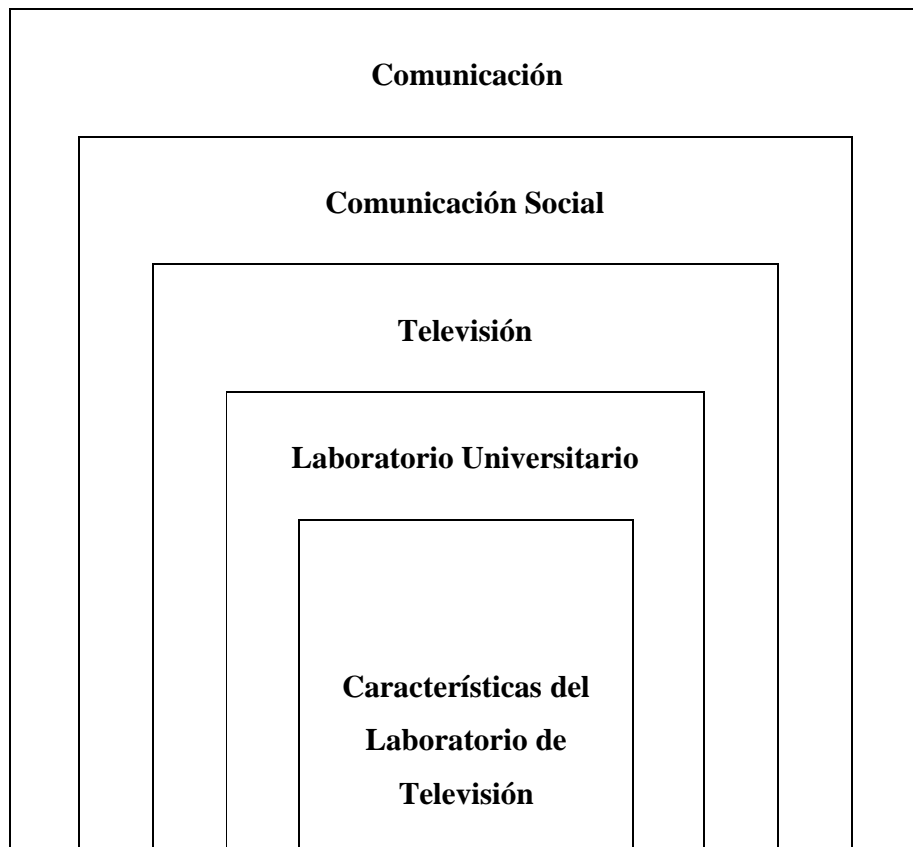 Comunicación
Comunicación Social
Televisión
Laboratorio Universitario
Características del
Laboratorio de
Televisión